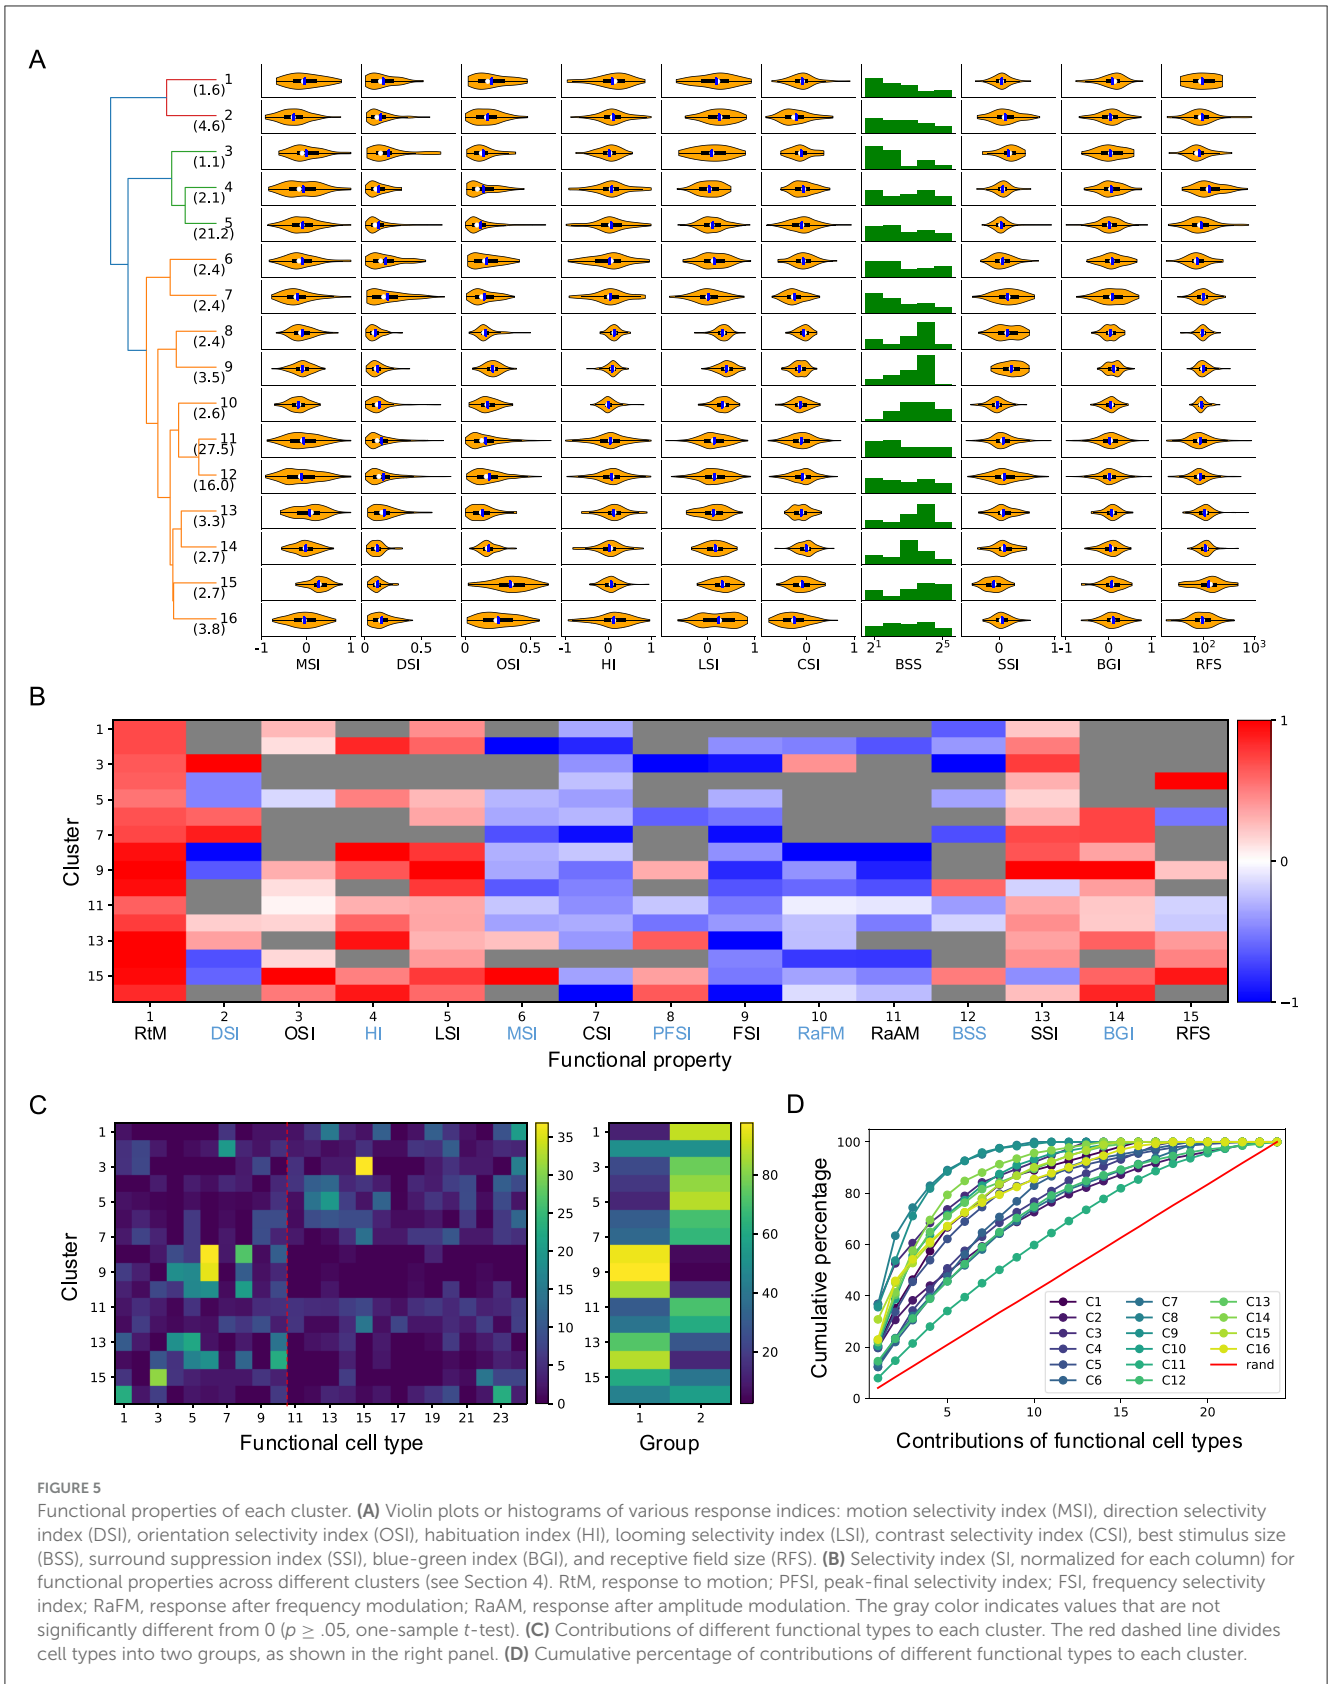 A
1
(1.6)
2
(4.6)
3
(1.1)
4
(2.1)
5
(21.2)
6
(2.4)
7
(2.4)
8
(2.4)
9
(3.5)
10
(2.6)
11
(27.5)
12
(16.0)
13
(3.3)
14
(2.7)
15
(2.7)
16
(3.8)
-1 0 1 0 0.5 0 0.5 -1 0 1 0 1 0 2¹ 2⁵ 0 1 -1 0 1 10² 10³
MSI DSI OSI HI LSI CSI BSS SSI BGI RFS
B
Cluster
1
3
5
7
9
11
13
15
1
0
−1
1 2 3 4 5 6 7 8 9 10 11 12 13 14 15
RtM DSI OSI HI LSI MSI CSI PFSI FSI RaFM RaAM BSS SSI BGI RFS
Functional property
C
Cluster
1
3
5
7
9
11
13
15
1 3 5 7 9 11 13 15 17 19 21 23
Functional cell type
35
30
25
20
15
10
5
0
1 2
Group
1
3
5
7
9
11
13
15
80
60
40
20
D
Cumulative percentage
100
80
60
40
20
0
5 10 15 20
Contributions of functional cell types
C1 C7 C13
C2 C8 C14
C3 C9 C15
C4 C10 C16
C5 C11 rand
C6 C12
FIGURE 5
Functional properties of each cluster. (A) Violin plots or histograms of various response indices: motion selectivity index (MSI), direction selectivity
index (DSI), orientation selectivity index (OSI), habituation index (HI), looming selectivity index (LSI), contrast selectivity index (CSI), best stimulus size
(BSS), surround suppression index (SSI), blue-green index (BGI), and receptive field size (RFS). (B) Selectivity index (SI, normalized for each column) for
functional properties across different clusters (see Section 4). RtM, response to motion; PFSI, peak-final selectivity index; FSI, frequency selectivity
index; RaFM, response after frequency modulation; RaAM, response after amplitude modulation. The gray color indicates values that are not
significantly different from 0 (p ≥ .05, one-sample t-test). (C) Contributions of different functional types to each cluster. The red dashed line divides
cell types into two groups, as shown in the right panel. (D) Cumulative percentage of contributions of different functional types to each cluster.